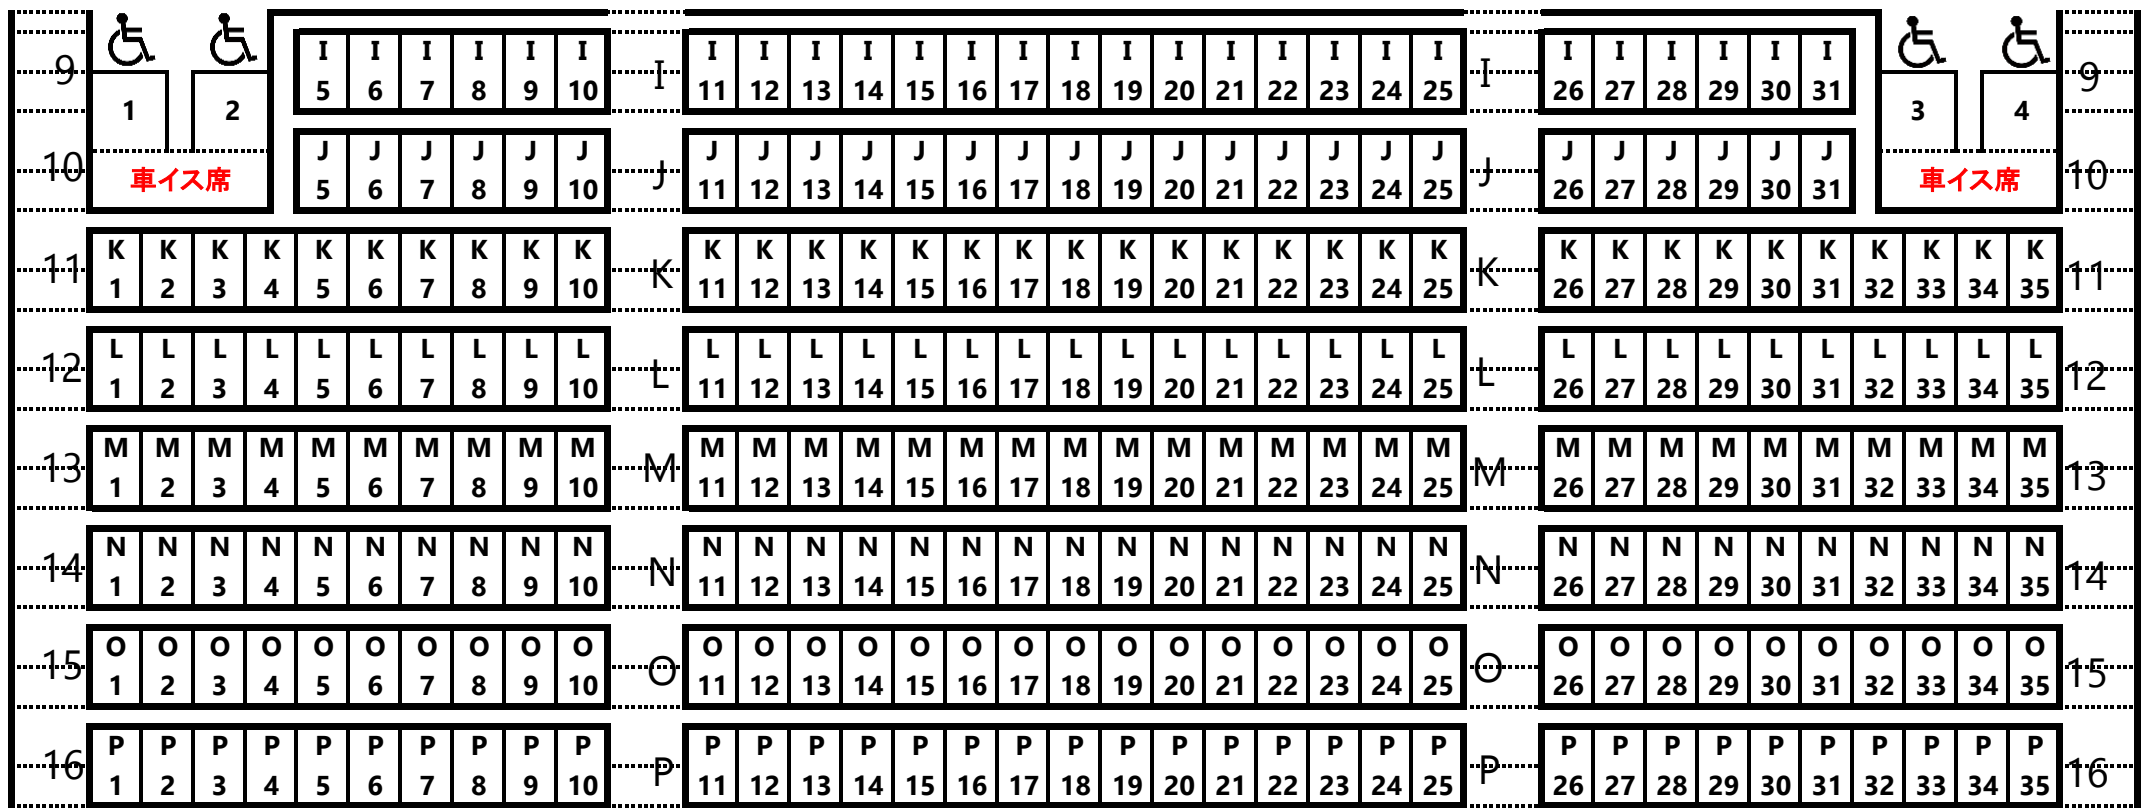 I I I I I I I I I I I I I I I I I I I I I I I I I I I I I
9 1 2 5 6 7 8 9 10 11 12 13 14 15 16 17 18 19 20 21 22 23 24 25 26 27 28 29 30 31 3 4 9
J J J J J J J J J J J J J J J J J J J J J J J J J J J J J
10 車イス席 5 6 7 8 9 10 11 12 13 14 15 16 17 18 19 20 21 22 23 24 25 26 27 28 29 30 31 車イス席 10
K K K K K K K K K K K K K K K K K K K K K K K K K K K K K K K K K K K K K
11 1 2 3 4 5 6 7 8 9 10 11 12 13 14 15 16 17 18 19 20 21 22 23 24 25 26 27 28 29 30 31 32 33 34 35 11
L L L L L L L L L L L L L L L L L L L L L L L L L L L L L L L L L L L L L
12 1 2 3 4 5 6 7 8 9 10 11 12 13 14 15 16 17 18 19 20 21 22 23 24 25 26 27 28 29 30 31 32 33 34 35 12
M M M M M M M M M M M M M M M M M M M M M M M M M M M M M M M M M M M M M
13 1 2 3 4 5 6 7 8 9 10 11 12 13 14 15 16 17 18 19 20 21 22 23 24 25 26 27 28 29 30 31 32 33 34 35 13
N N N N N N N N N N N N N N N N N N N N N N N N N N N N N N N N N N N N N
14 1 2 3 4 5 6 7 8 9 10 11 12 13 14 15 16 17 18 19 20 21 22 23 24 25 26 27 28 29 30 31 32 33 34 35 14
O O O O O O O O O O O O O O O O O O O O O O O O O O O O O O O O O O O O O
15 1 2 3 4 5 6 7 8 9 10 11 12 13 14 15 16 17 18 19 20 21 22 23 24 25 26 27 28 29 30 31 32 33 34 35 15
P P P P P P P P P P P P P P P P P P P P P P P P P P P P P P P P P P P P P
16 1 2 3 4 5 6 7 8 9 10 11 12 13 14 15 16 17 18 19 20 21 22 23 24 25 26 27 28 29 30 31 32 33 34 35 16